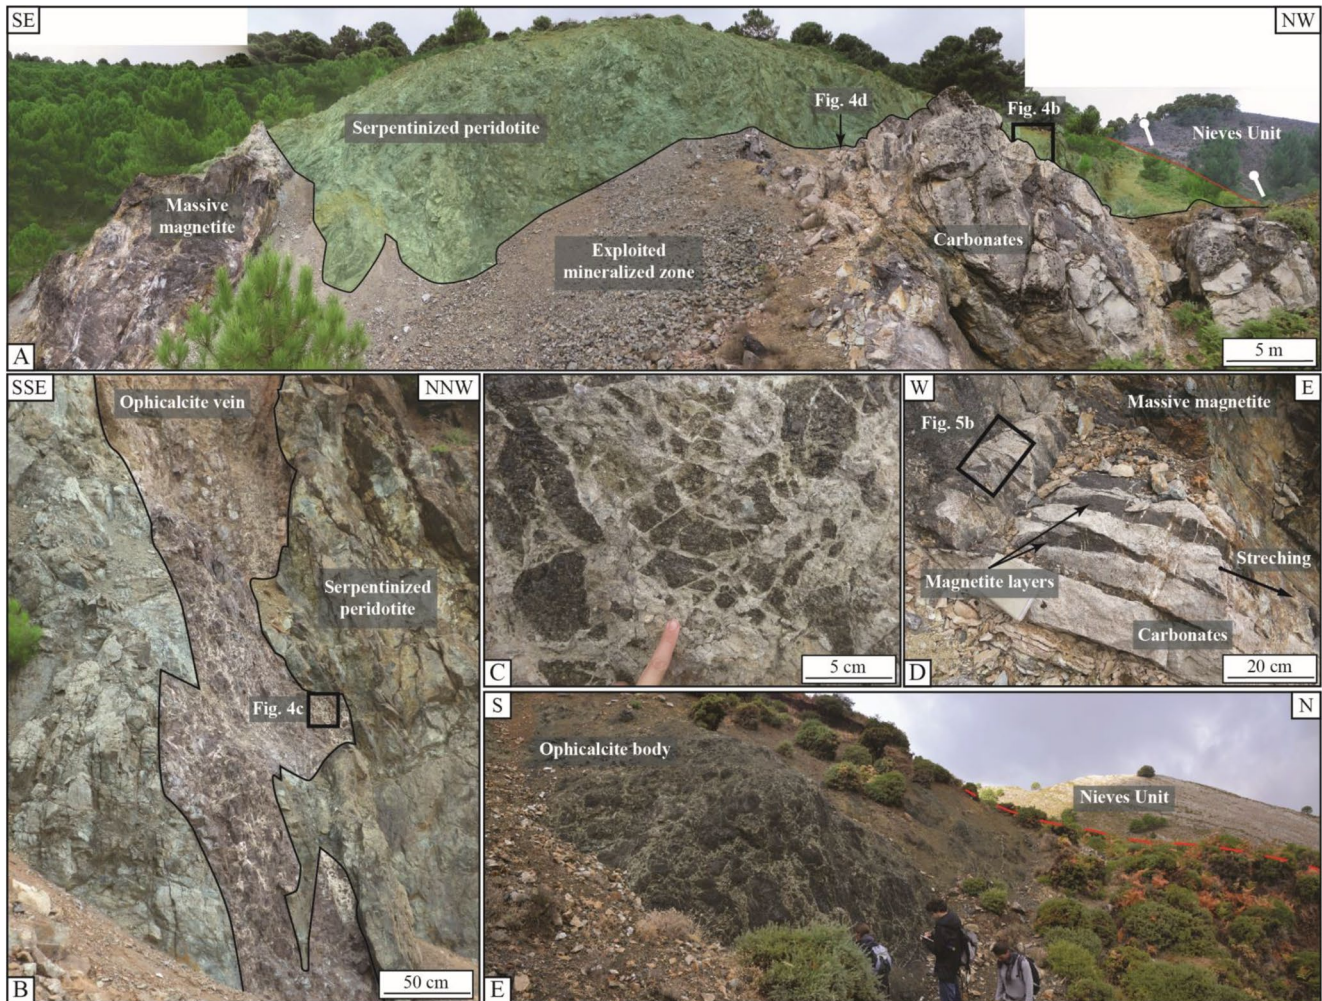 SE
NW
Fig. 4d
Fig. 4b
Serpentinized peridotite
Nieves Unit
Massive
magnetite
Exploited
mineralized zone
Carbonates
A
5 m
SSE
NNW
Ophicalcite vein
Serpentinized
peridotite
Fig. 4c
B
50 cm
C
5 cm
W
E
Massive magnetite
Fig. 5b
Streching
Magnetite layers
Carbonates
D
20 cm
S
N
Ophicalcite body
Nieves Unit
E